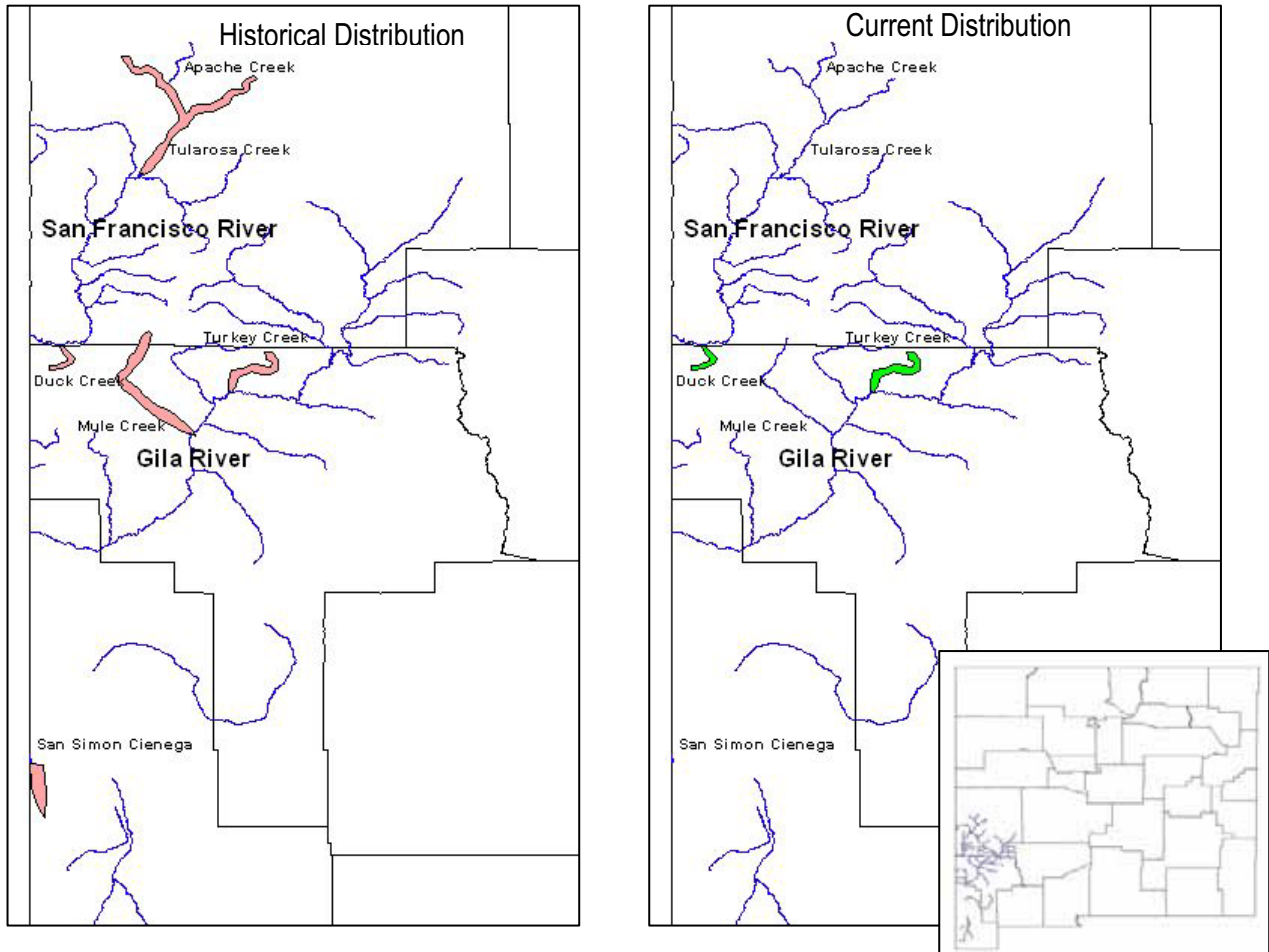 Historical Distribution
Apache Creek
Tularosa Creek
San Francisco River
Turkey Creek
Duck Creek
Mule Creek
Gila River
San Simon Cienega
Current Distribution
Apache Creek
Tularosa Creek
San Francisco River
Turkey Creek
Duck Creek
Mule Creek
Gila River
San Simon Cienega